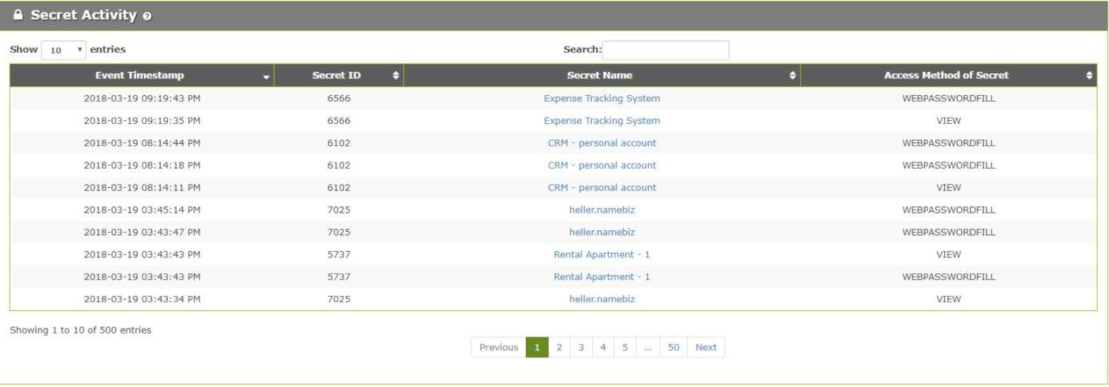 Secret Activity ?
Show 10 entries Search:
Event Timestamp Secret ID Secret Name Access Method of Secret
2018-03-19 09:19:43 PM 6566 Expense Tracking System WEBPASSWORDFILL
2018-03-19 09:19:35 PM 6566 Expense Tracking System VIEW
2018-03-19 08:14:44 PM 6102 CRM - personal account WEBPASSWORDFILL
2018-03-19 08:14:18 PM 6102 CRM - personal account WEBPASSWORDFILL
2018-03-19 08:14:11 PM 6102 CRM - personal account VIEW
2018-03-19 03:45:14 PM 7025 heller.namebiz WEBPASSWORDFILL
2018-03-19 03:43:47 PM 7025 heller.namebiz WEBPASSWORDFILL
2018-03-19 03:43:43 PM 5737 Rental Apartment - 1 VIEW
2018-03-19 03:43:43 PM 5737 Rental Apartment - 1 WEBPASSWORDFILL
2018-03-19 03:43:34 PM 7025 heller.namebiz VIEW
Showing 1 to 10 of 500 entries
Previous 1 2 3 4 5 ... 50 Next